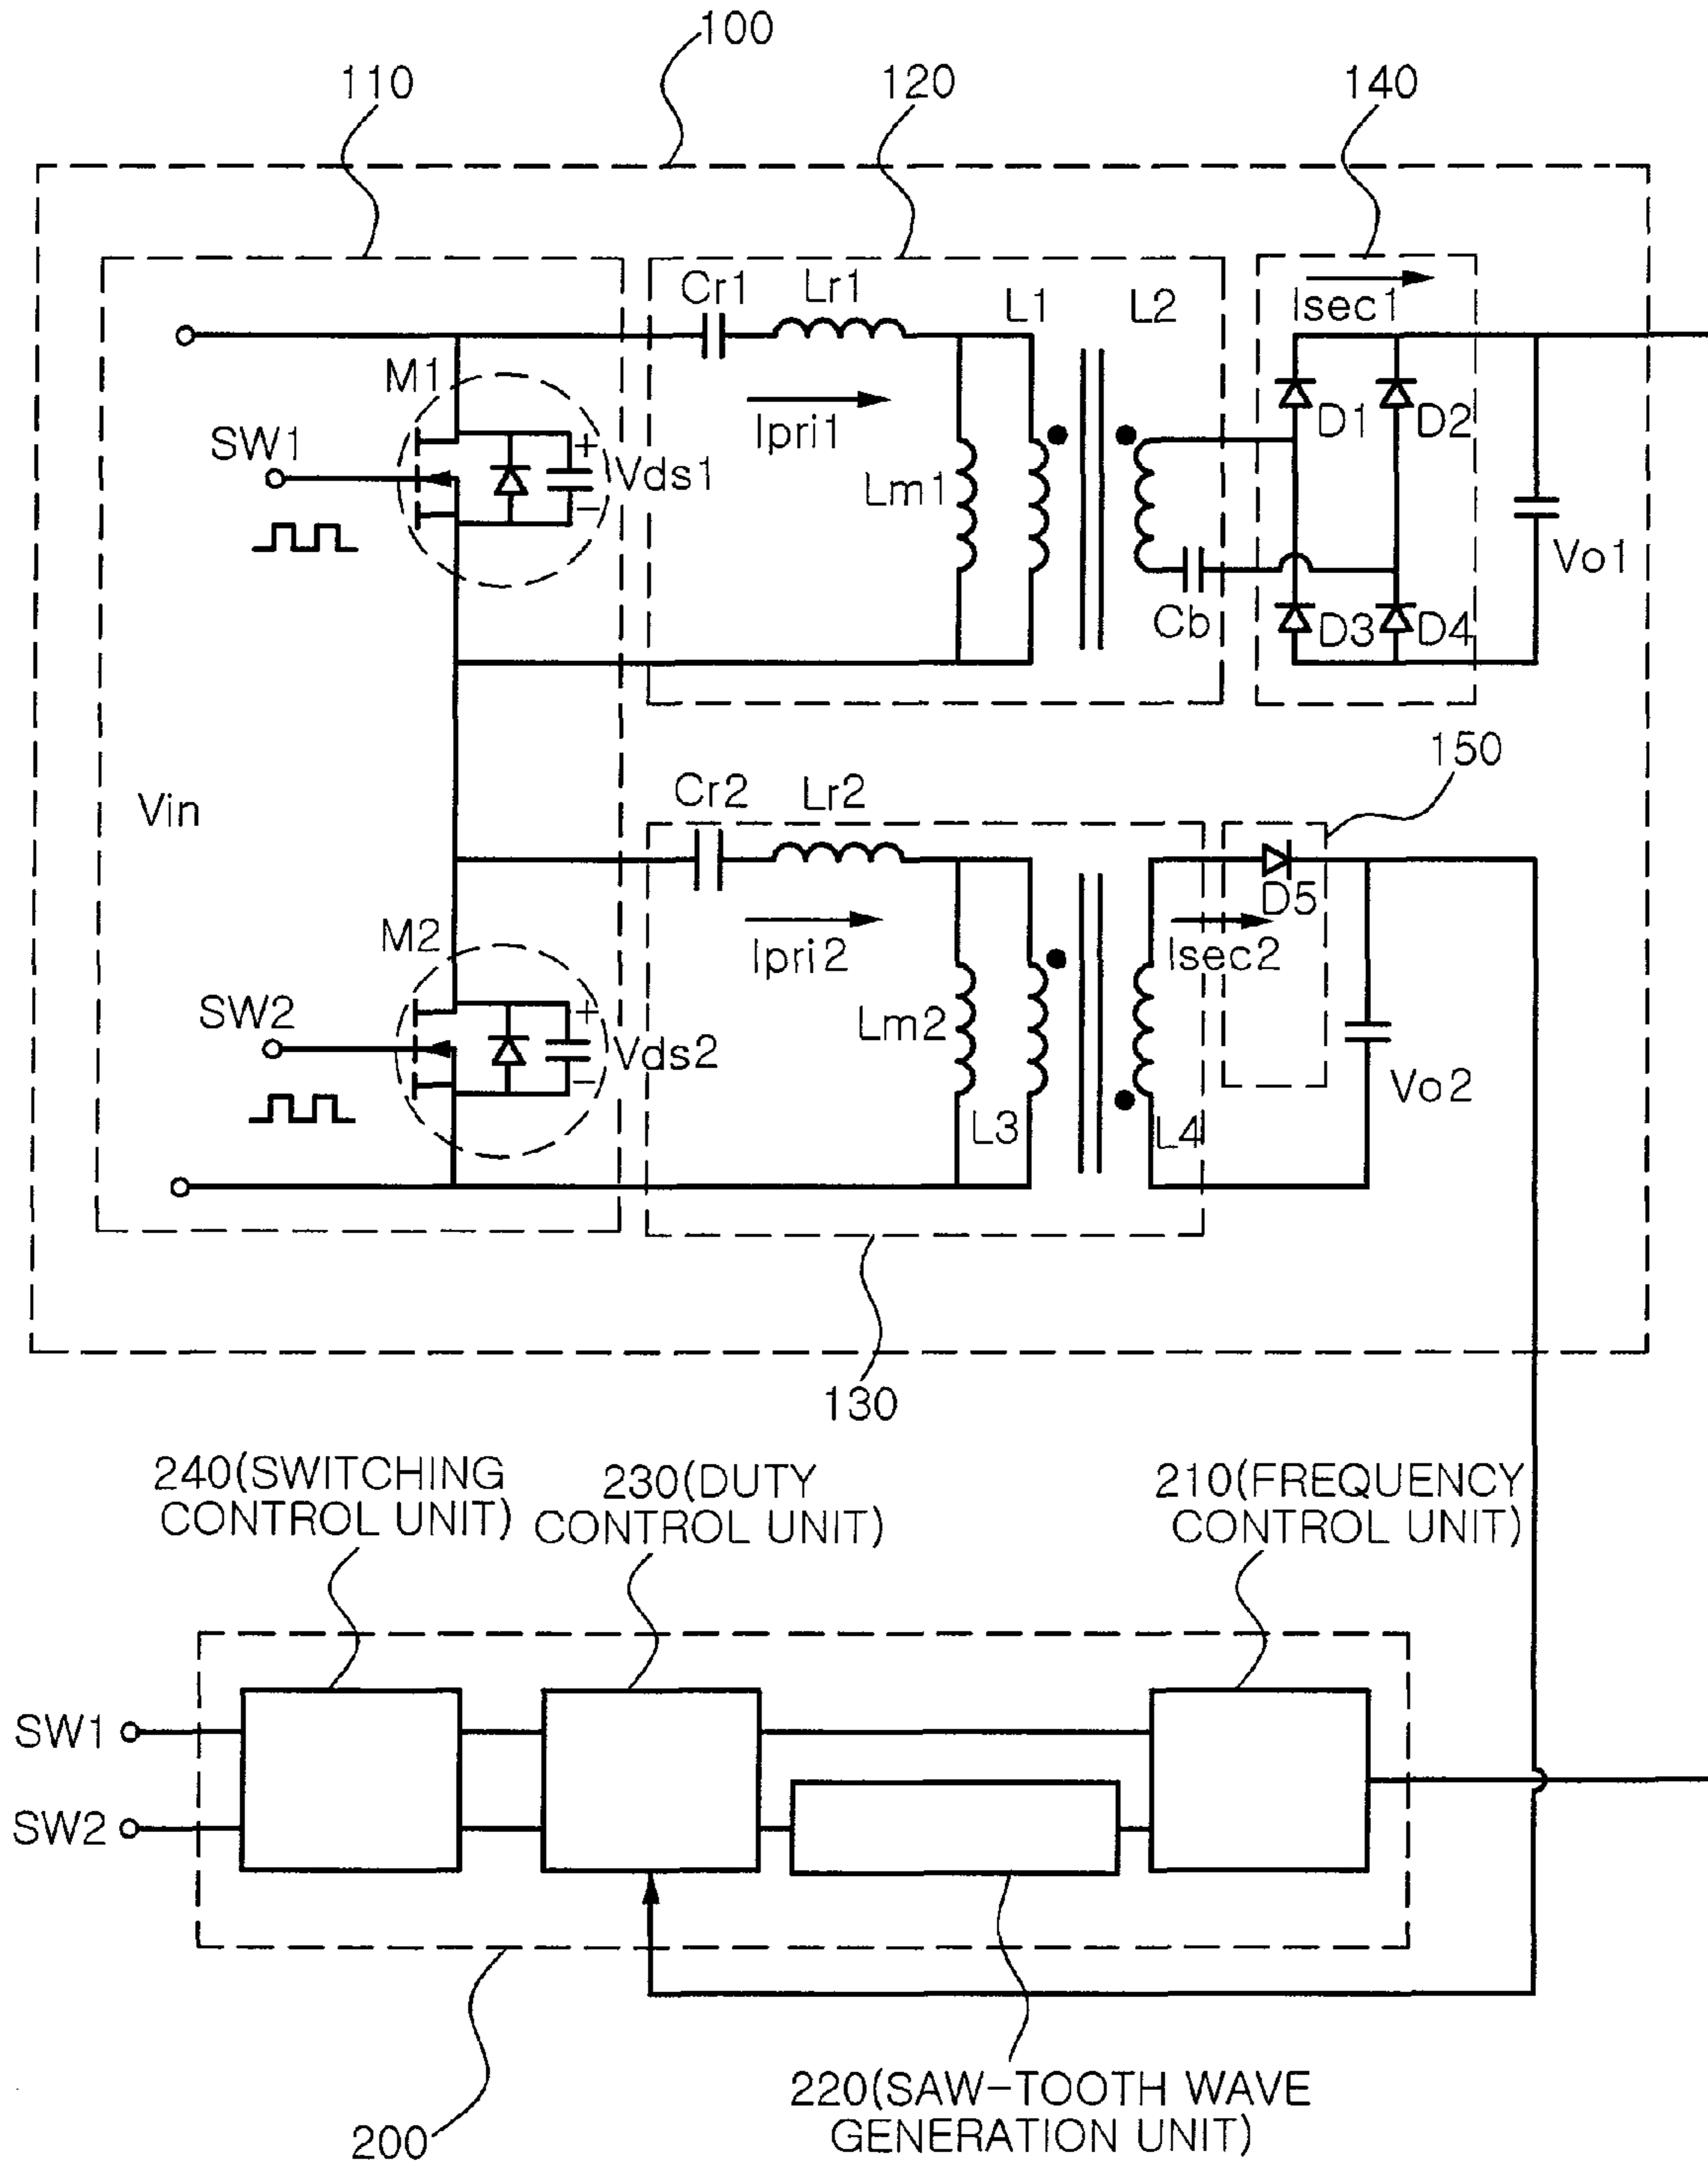 100
110
120
140
Cr1
Lr1
L1
L2
Isec1
M1
Ipri1
D1
D2
SW1
+
Vds1
Lm1
−
Vo1
Cb
D3
D4
150
Vin
Cr2
Lr2
D5
M2
Ipri2
Isec2
SW2
+
Lm2
Vds2
−
Vo2
L3
L4
130
240(SWITCHING
CONTROL UNIT)
230(DUTY
CONTROL UNIT)
210(FREQUENCY
CONTROL UNIT)
SW1
SW2
220(SAW-TOOTH WAVE
GENERATION UNIT)
200